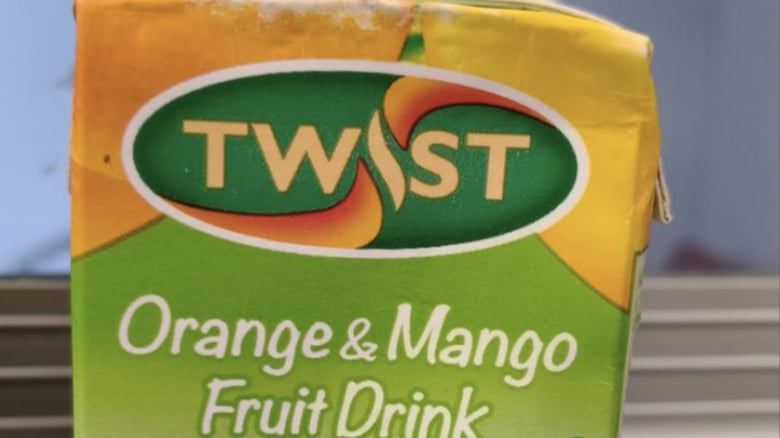 TWIST
Orange & Mango
Fruit Drink